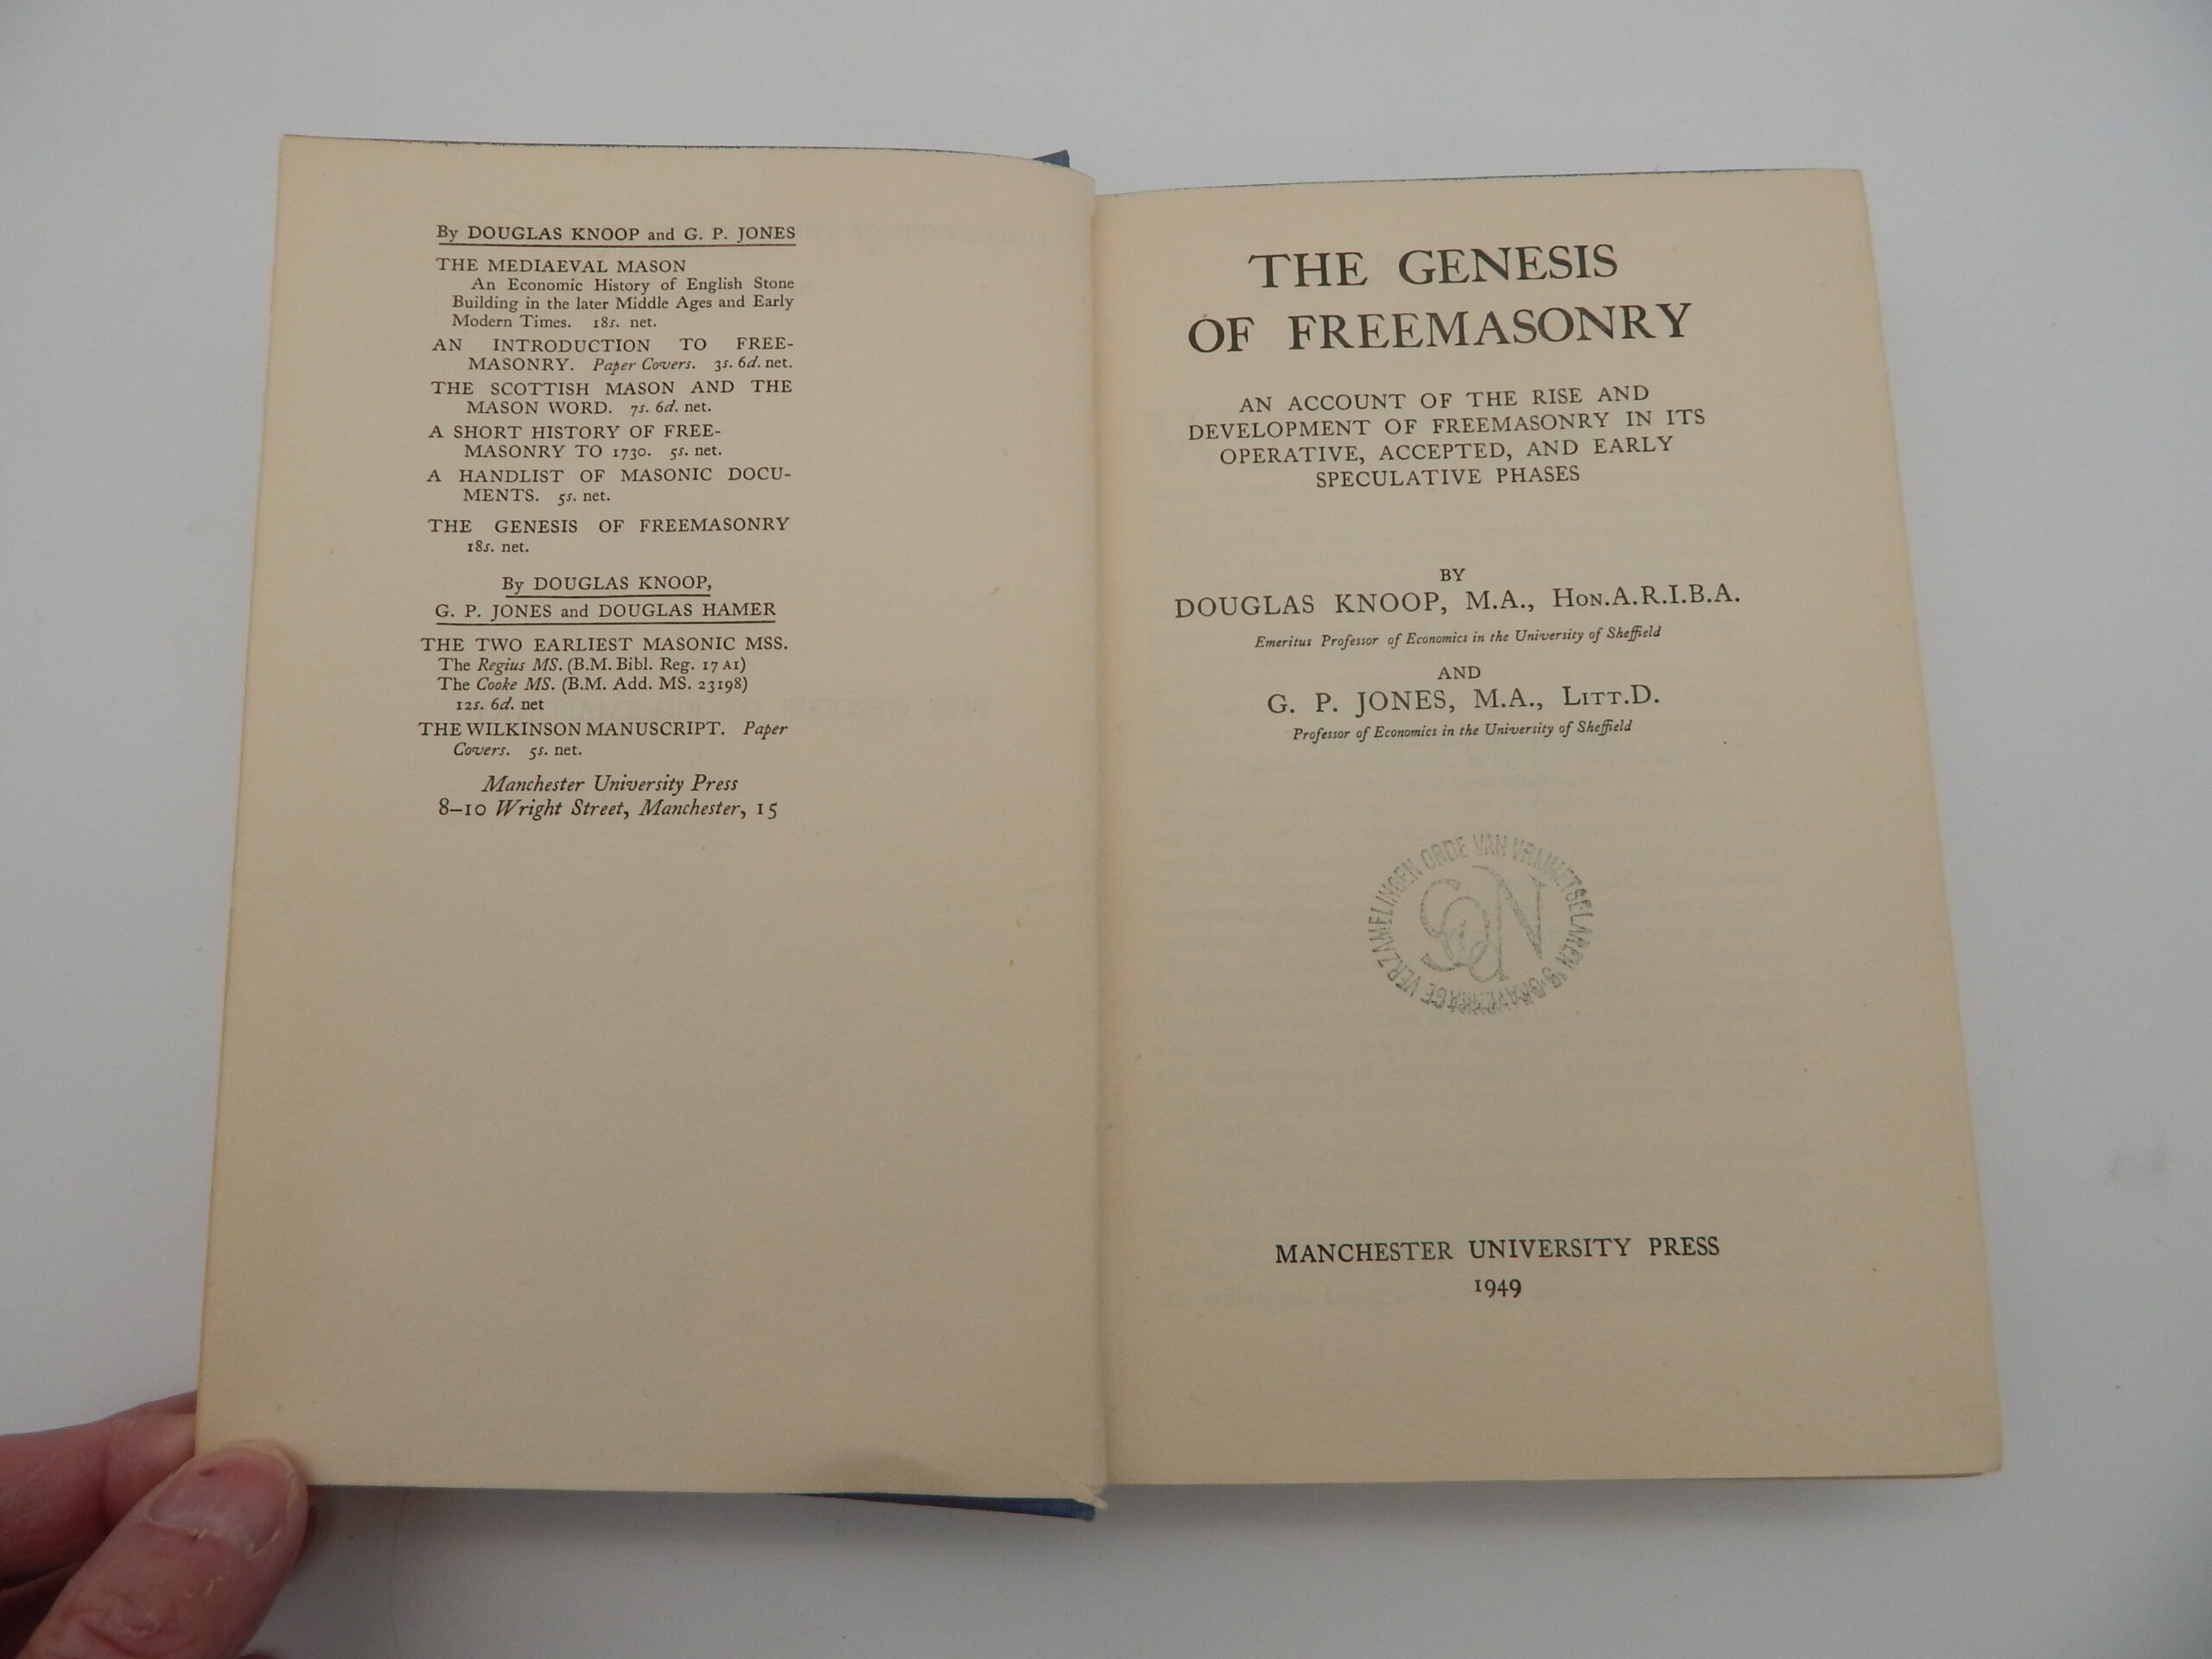 By DOUGLAS KNOOP and G. P. JONES
THE MEDIAEVAL MASON
An Economic History of English Stone
Building in the later Middle Ages and Early
Modern Times. 18s. net.
AN INTRODUCTION TO FREE-
MASONRY. Paper Covers. 3s. 6d. net.
THE SCOTTISH MASON AND THE
MASON WORD. 7s. 6d. net.
A SHORT HISTORY OF FREE-
MASONRY TO 1730. 5s. net.
A HANDLIST OF MASONIC DOCU-
MENTS. 5s. net.
THE GENESIS OF FREEMASONRY
18s. net.
By DOUGLAS KNOOP,
G. P. JONES and DOUGLAS HAMER
THE TWO EARLIEST MASONIC MSS.
The Regius MS. (B.M. Bibl. Reg. 17 A1)
The Cooke MS. (B.M. Add. MS. 23198)
12s. 6d. net
THE WILKINSON MANUSCRIPT. Paper
Covers. 5s. net.
Manchester University Press
8–10 Wright Street, Manchester, 15
THE GENESIS
OF FREEMASONRY
AN ACCOUNT OF THE RISE AND
DEVELOPMENT OF FREEMASONRY IN ITS
OPERATIVE, ACCEPTED, AND EARLY
SPECULATIVE PHASES
BY
DOUGLAS KNOOP, M.A., Hon.A.R.I.B.A.
Emeritus Professor of Economics in the University of Sheffield
AND
G. P. JONES, M.A., Litt.D.
Professor of Economics in the University of Sheffield
VERZAMELINGEN ORDE VAN VRIJMETSELAREN 'S-GRAVENHAGE
MANCHESTER UNIVERSITY PRESS
1949